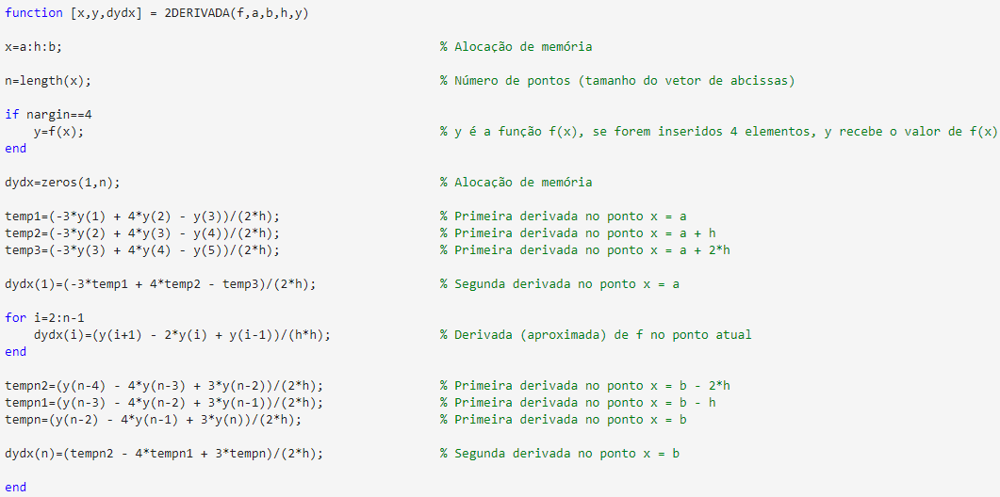 function [x,y,dydx] = 2DERIVADA(f,a,b,h,y)
x=a:h:b; % Alocação de memória
n=length(x); % Número de pontos (tamanho do vetor de abcissas)
if nargin==4
y=f(x); % y é a função f(x), se forem inseridos 4 elementos, y recebe o valor de f(x)
end
dydx=zeros(1,n); % Alocação de memória
temp1=(-3*y(1) + 4*y(2) - y(3))/(2*h); % Primeira derivada no ponto x = a
temp2=(-3*y(2) + 4*y(3) - y(4))/(2*h); % Primeira derivada no ponto x = a + h
temp3=(-3*y(3) + 4*y(4) - y(5))/(2*h); % Primeira derivada no ponto x = a + 2*h
dydx(1)=(-3*temp1 + 4*temp2 - temp3)/(2*h); % Segunda derivada no ponto x = a
for i=2:n-1
dydx(i)=(y(i+1) - 2*y(i) + y(i-1))/(h*h); % Derivada (aproximada) de f no ponto atual
end
tempn2=(y(n-4) - 4*y(n-3) + 3*y(n-2))/(2*h); % Primeira derivada no ponto x = b - 2*h
tempn1=(y(n-3) - 4*y(n-2) + 3*y(n-1))/(2*h); % Primeira derivada no ponto x = b - h
tempn=(y(n-2) - 4*y(n-1) + 3*y(n))/(2*h); % Primeira derivada no ponto x = b
dydx(n)=(tempn2 - 4*tempn1 + 3*tempn)/(2*h); % Segunda derivada no ponto x = b
end